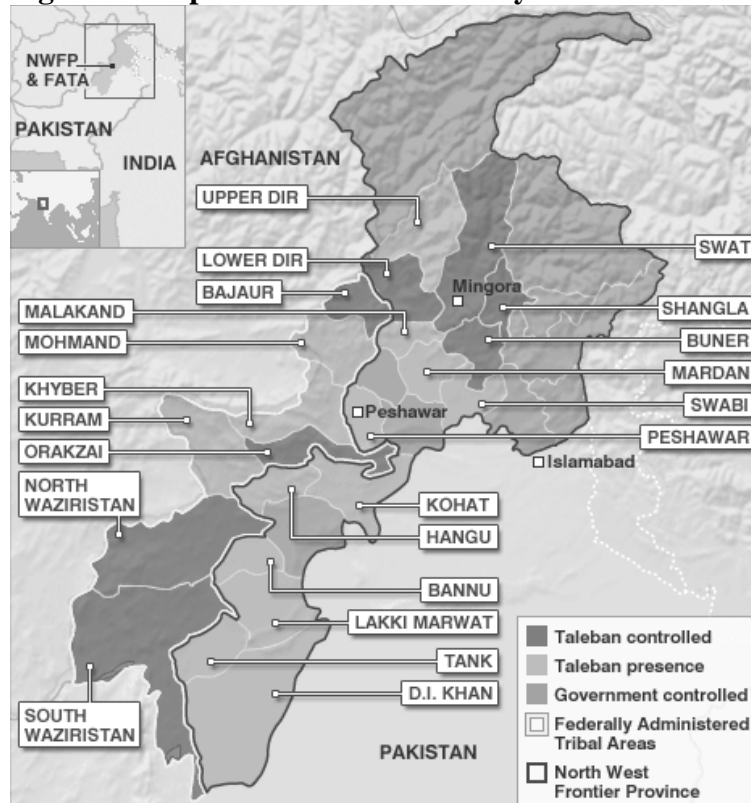 NWFP
& FATA
PAKISTAN
INDIA
AFGHANISTAN
UPPER DIR
SWAT
LOWER DIR
BAJAUR
Mingora
MALAKAND
SHANGLA
MOHMAND
BUNER
MARDAN
KHYBER
SWABI
KURRAM
Peshawar
PESHAWAR
ORAKZAI
Islamabad
NORTH
WAZIRISTAN
KOHAT
HANGU
BANNU
LAKKI MARWAT
TANK
D.I. KHAN
SOUTH
WAZIRISTAN
PAKISTAN
Taleban controlled
Taleban presence
Government controlled
Federally Administered
Tribal Areas
North West
Frontier Province